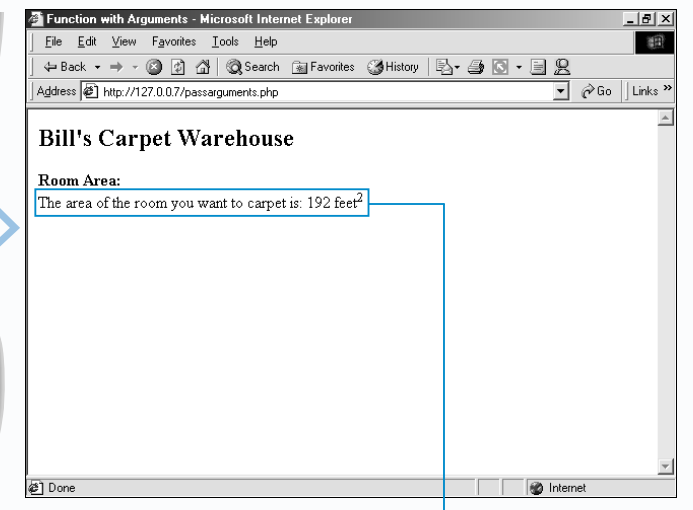 Function with Arguments - Microsoft Internet Explorer
File Edit View Favorites Tools Help
Back Search Favorites History
Address http://127.0.0.7/passarguments.php Go Links »
Bill's Carpet Warehouse
Room Area:
The area of the room you want to carpet is: 192 feet²
Done Internet